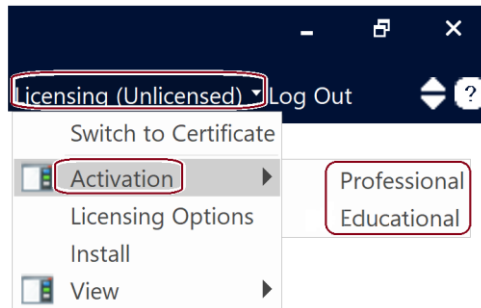 Licensing (Unlicensed) Log Out ?
Switch to Certificate
Activation
Professional
Educational
Licensing Options
Install
View